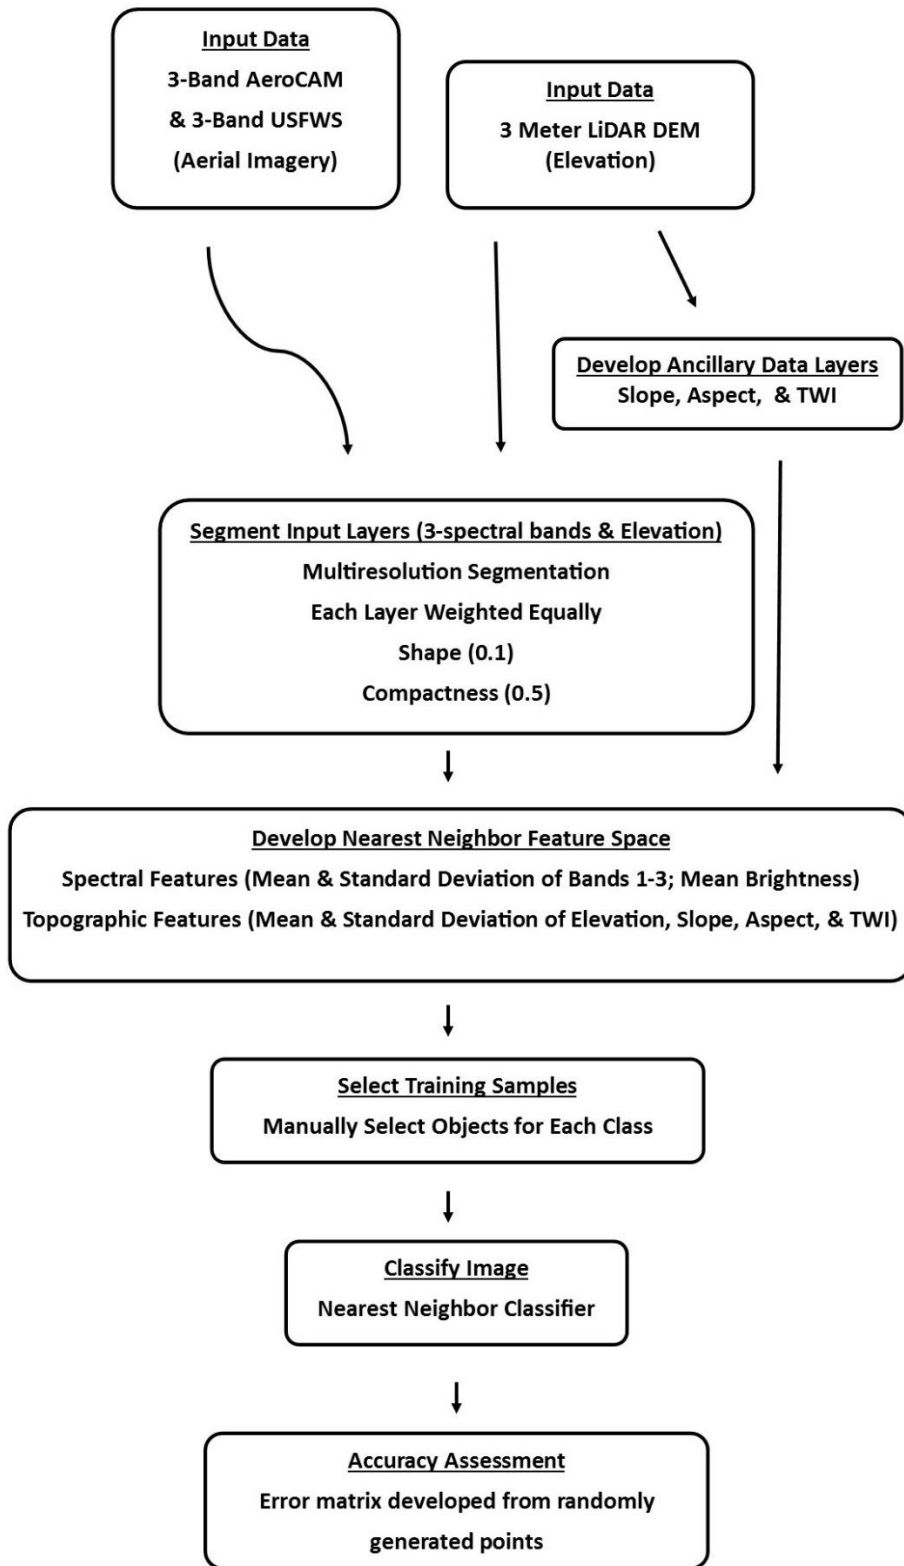 Input Data
3-Band AeroCAM
& 3-Band USFWS
(Aerial Imagery)
Input Data
3 Meter LiDAR DEM
(Elevation)
Develop Ancillary Data Layers
Slope, Aspect, & TWI
Segment Input Layers (3-spectral bands & Elevation)
Multiresolution Segmentation
Each Layer Weighted Equally
Shape (0.1)
Compactness (0.5)
Develop Nearest Neighbor Feature Space
Spectral Features (Mean & Standard Deviation of Bands 1-3; Mean Brightness)
Topographic Features (Mean & Standard Deviation of Elevation, Slope, Aspect, & TWI)
Select Training Samples
Manually Select Objects for Each Class
Classify Image
Nearest Neighbor Classifier
Accuracy Assessment
Error matrix developed from randomly
generated points